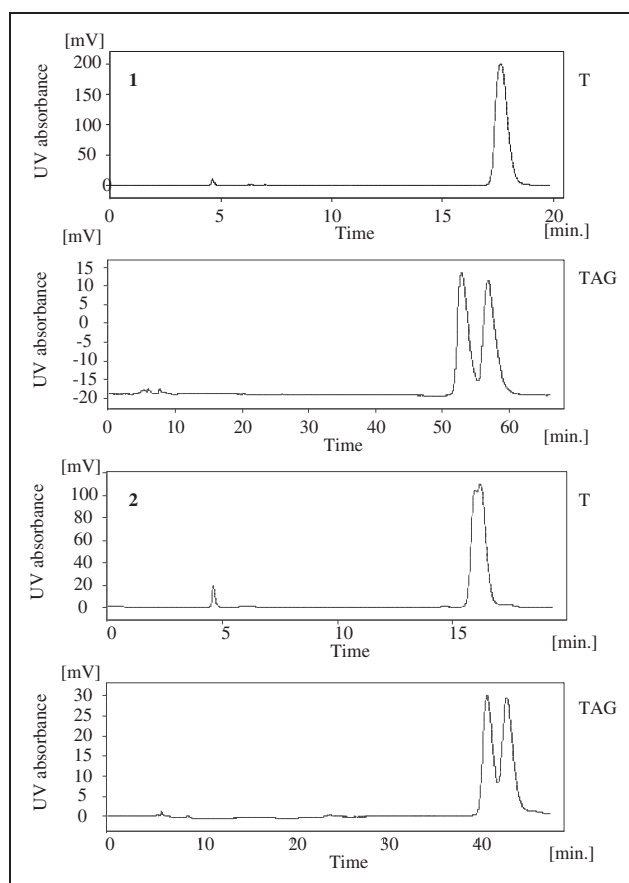 [mV]
200
150
100
50
0
UV absorbance
1
T
0 5 10 15 20
Time [min.]
[mV]
15
10
5
0
-5
-10
-15
-20
UV absorbance
TAG
0 10 20 30 40 50 60
Time [min.]
[mV]
100
80
60
40
20
0
UV absorbance
2
T
0 5 10 15
Time [min.]
[mV]
30
25
20
15
10
5
0
UV absorbance
TAG
0 10 20 30 40
Time [min.]